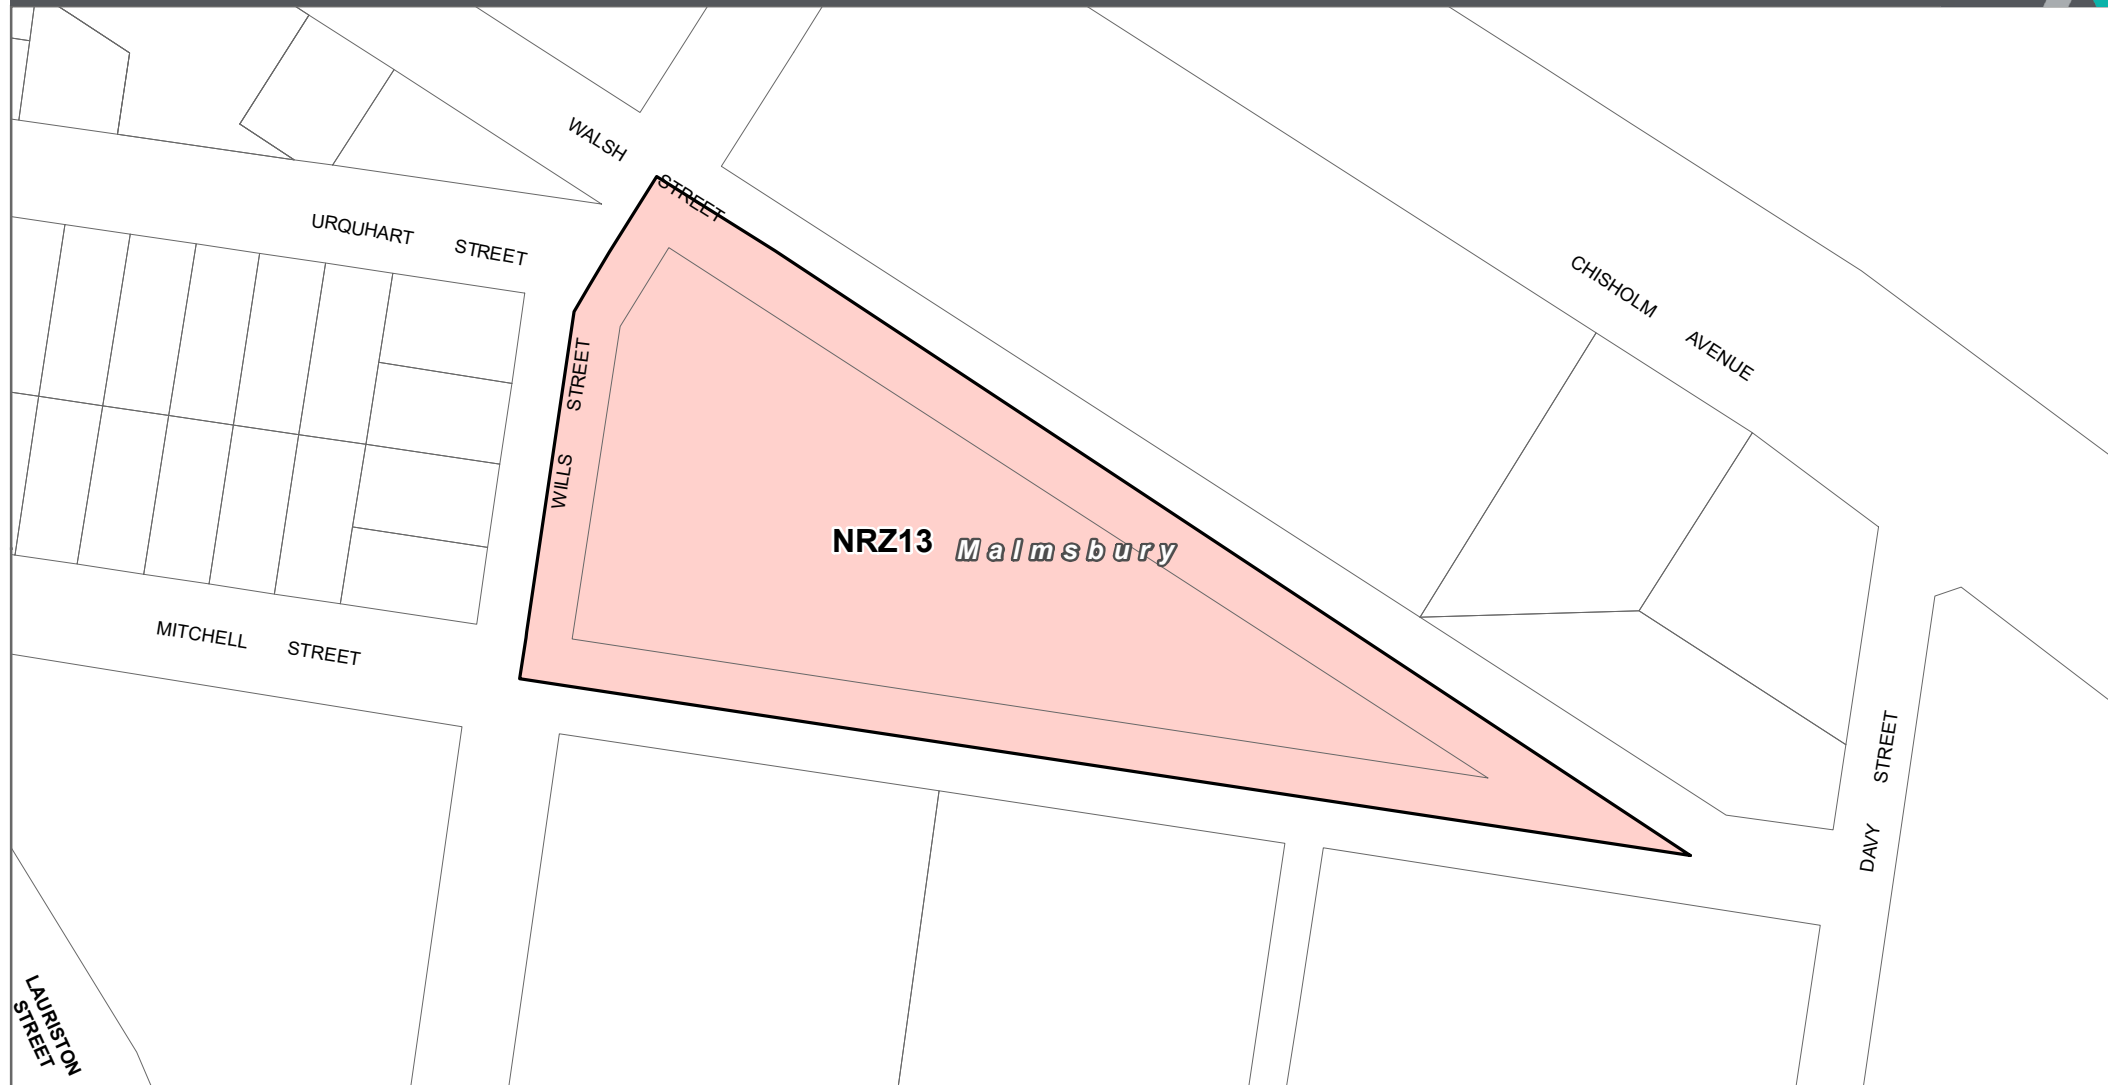 WALSH STREET
URQUHART STREET
CHISHOLM AVENUE
WILLS STREET
NRZ13
Malmsbury
MITCHELL STREET
DAVY STREET
LAURISTON
STREET